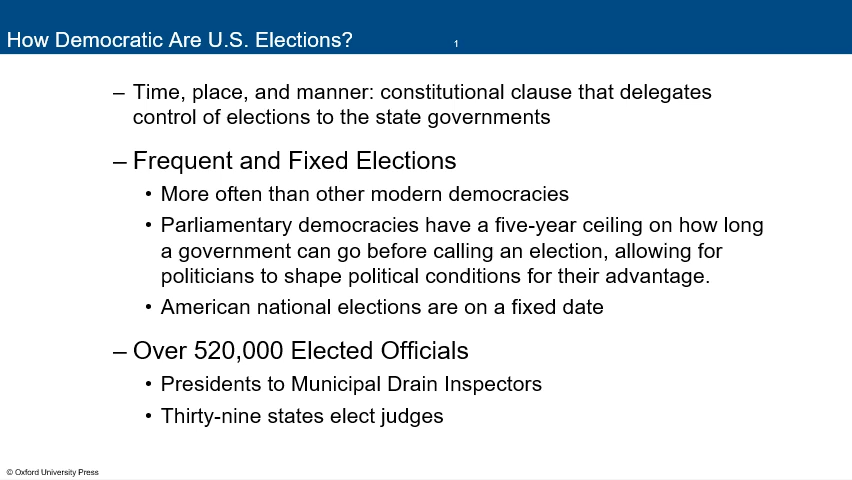 How Democratic Are U.S. Elections?
1
– Time, place, and manner: constitutional clause that delegates
control of elections to the state governments
– Frequent and Fixed Elections
• More often than other modern democracies
• Parliamentary democracies have a five-year ceiling on how long
a government can go before calling an election, allowing for
politicians to shape political conditions for their advantage.
• American national elections are on a fixed date
– Over 520,000 Elected Officials
• Presidents to Municipal Drain Inspectors
• Thirty-nine states elect judges
© Oxford University Press